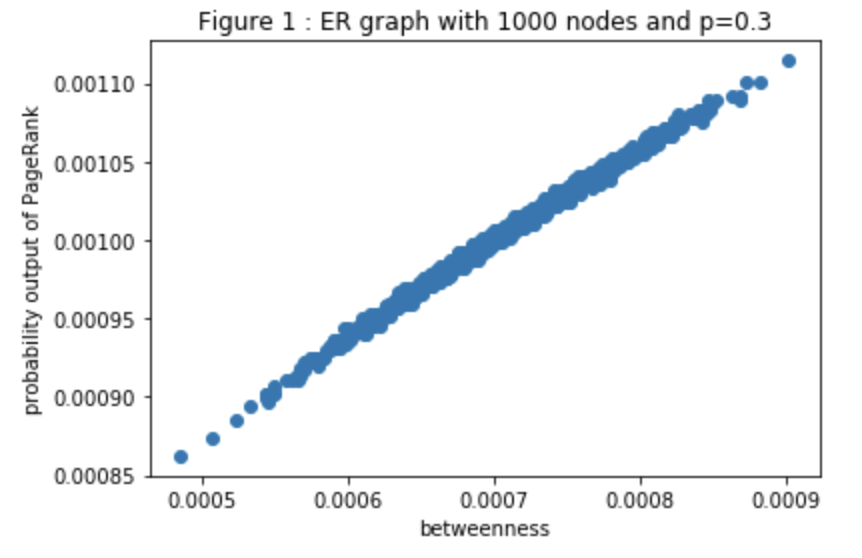 Figure 1 : ER graph with 1000 nodes and p=0.3
probability output of PageRank
0.00110
0.00105
0.00100
0.00095
0.00090
0.00085
0.0005 0.0006 0.0007 0.0008 0.0009
betweenness